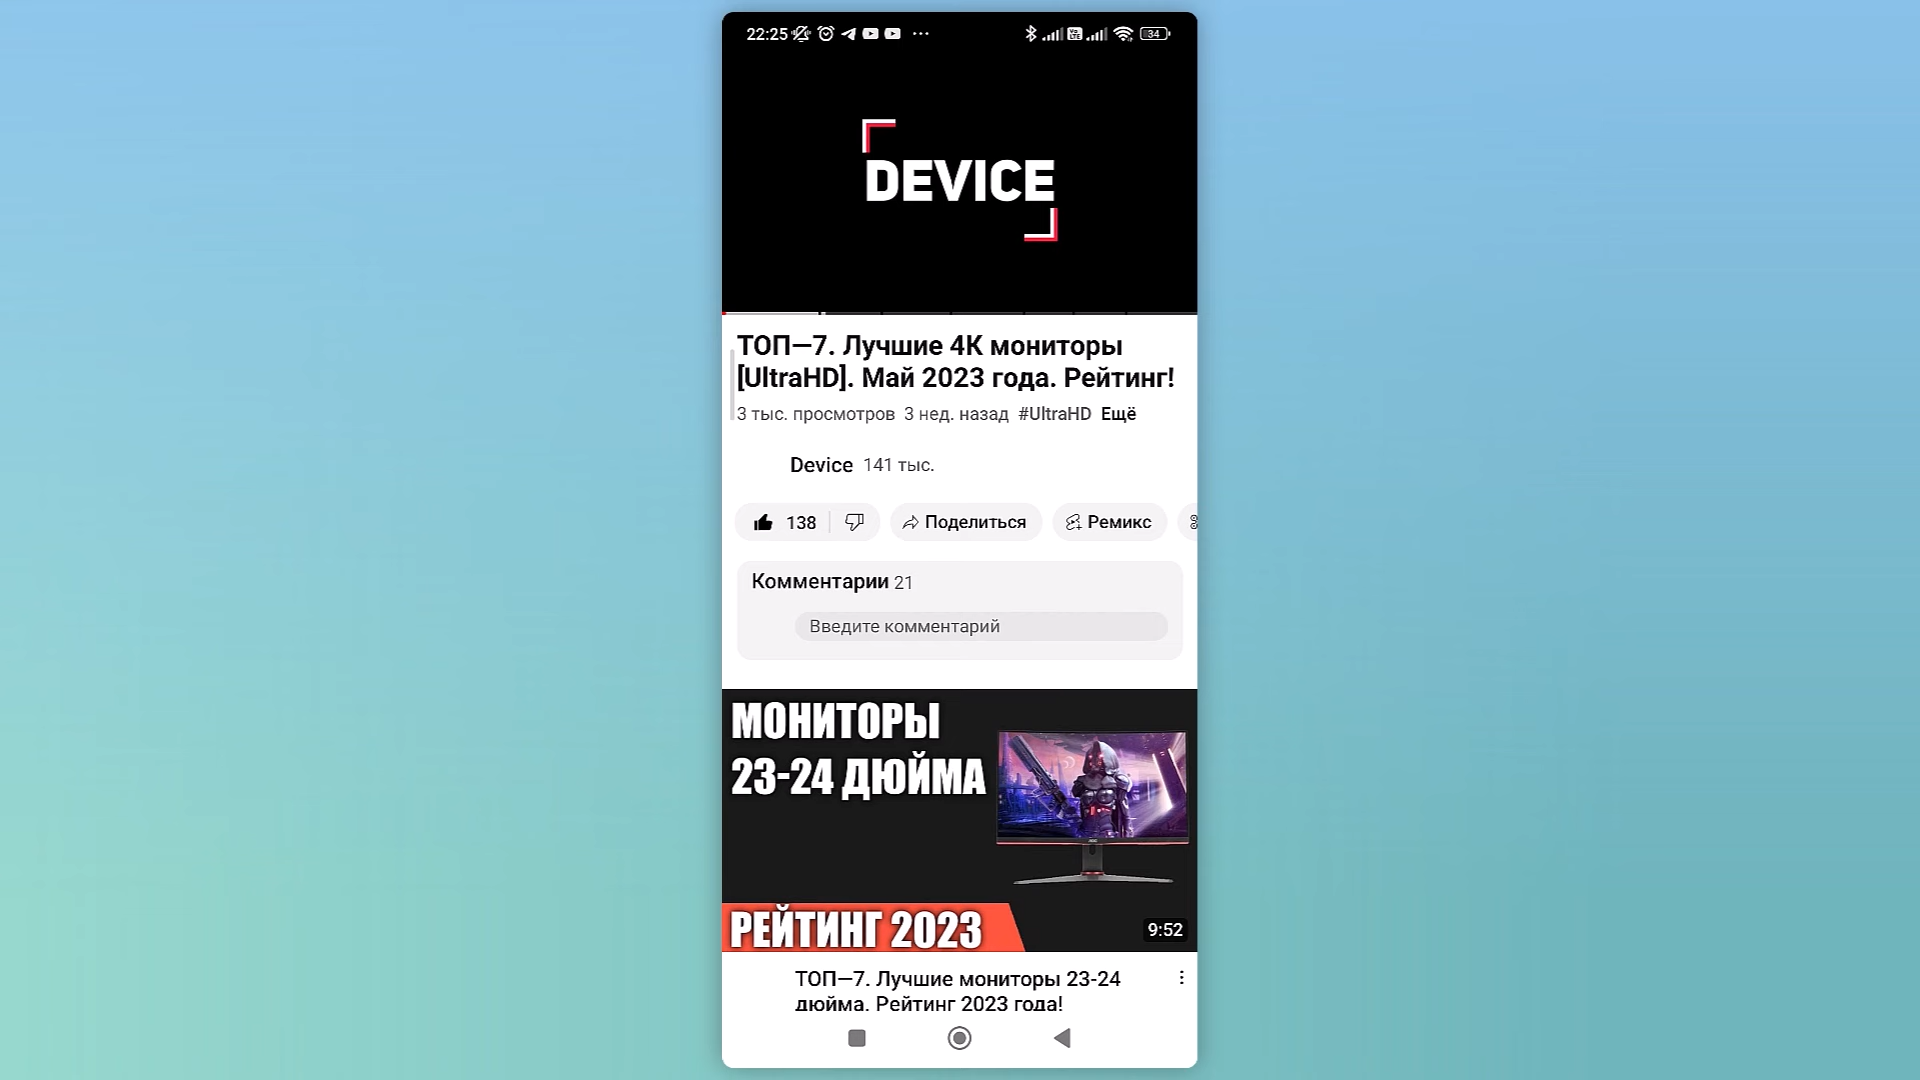 22:25
34
DEVICE
ТОП—7. Лучшие 4К мониторы
[UltraHD]. Май 2023 года. Рейтинг!
3 тыс. просмотров 3 нед. назад #UltraHD Ещё
Device 141 тыс.
138 Поделиться Ремикс
Комментарии 21
Введите комментарий
МОНИТОРЫ
23-24 ДЮЙМА
РЕЙТИНГ 2023
9:52
ТОП—7. Лучшие мониторы 23-24
дюйма. Рейтинг 2023 года!